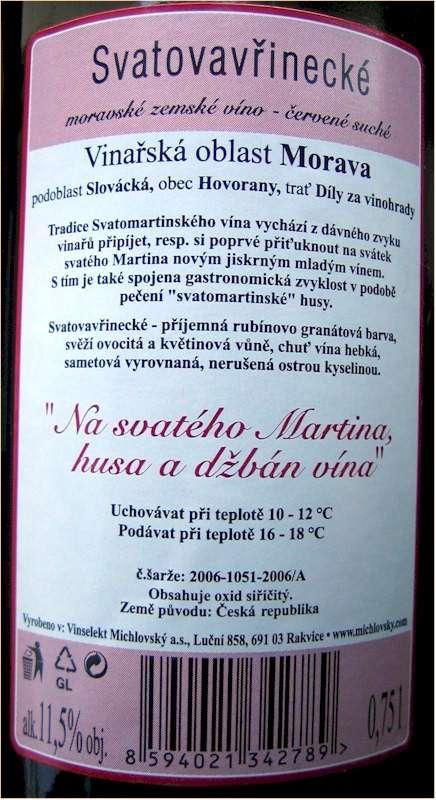 Svatovavřinecké
moravské zemské víno - červené suché
Vinařská oblast Morava
podoblast Slovácká, obec Hovorany, trať Díly za vinohrady
Tradice Svatomartinského vína vychází z dávného zvyku
vinařů připíjet, resp. si poprvé přiťuknout na svátek
svatého Martina novým jiskrným mladým vínem.
S tím je také spojena gastronomická zvyklost v podobě
pečení "svatomartinské" husy.
Svatovavřinecké - příjemná rubínovo granátová barva,
svěží ovocitá a květinová vůně, chuť vína hebká,
sametová vyrovnaná, nerušená ostrou kyselinou.
"Na svatého Martina,
husa a džbán vína"
Uchovávat při teplotě 10 - 12 °C
Podávat při teplotě 16 - 18 °C
č.šarže: 2006-1051-2006/A
Obsahuje oxid siřičitý.
Země původu: Česká republika
Vyrobeno v: Vinselekt Michlovský a.s., Luční 858, 691 03 Rakvice • www.michlovsky.com
GL
alk. 11,5% obj.
0,75 l
8 594021 342789 >